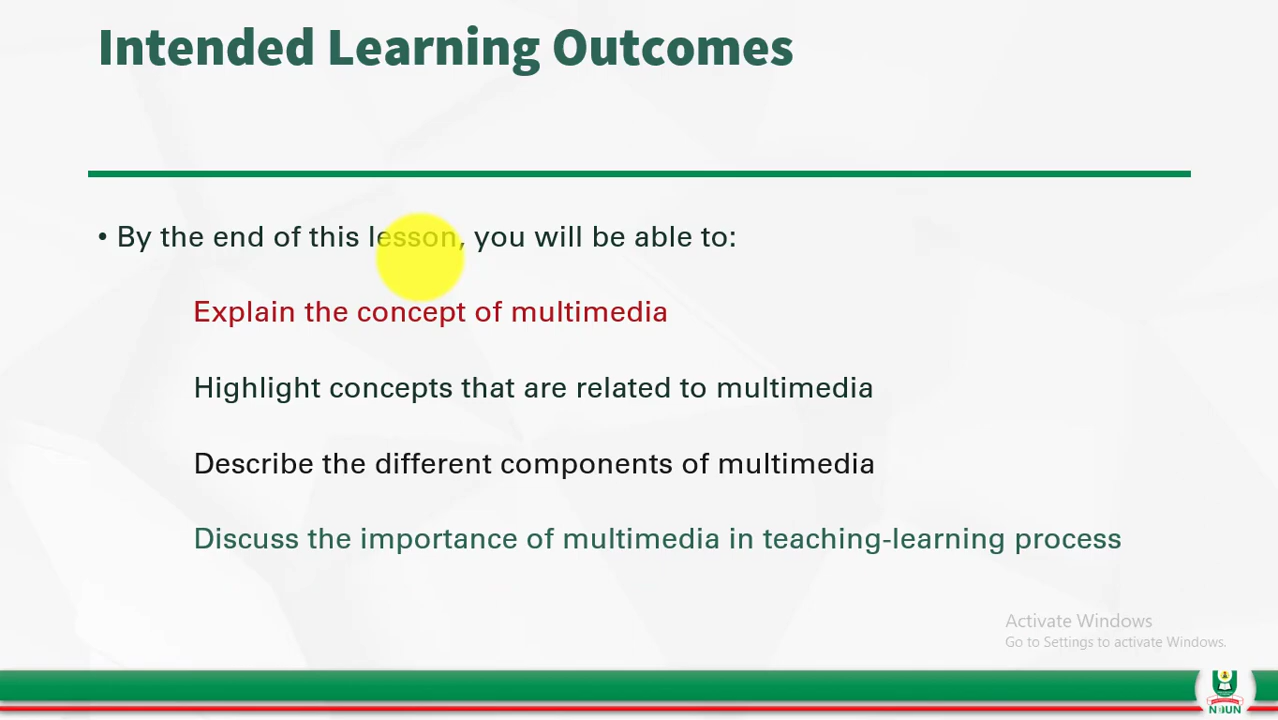 Intended Learning Outcomes
• By the end of this lesson, you will be able to:
Explain the concept of multimedia
Highlight concepts that are related to multimedia
Describe the different components of multimedia
Discuss the importance of multimedia in teaching-learning process
Activate Windows
Go to Settings to activate Windows.
NOUN